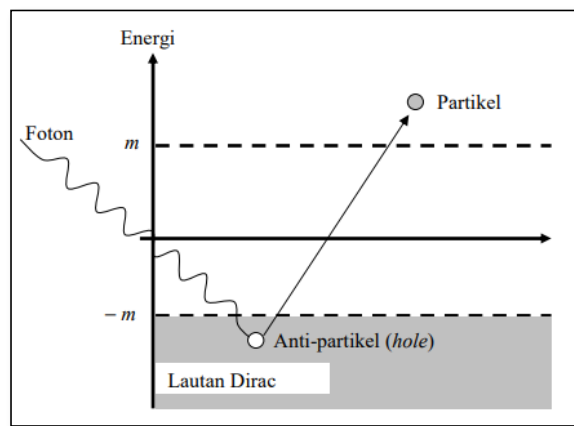 Energi
Partikel
Foton
m
− m
Anti-partikel (hole)
Lautan Dirac